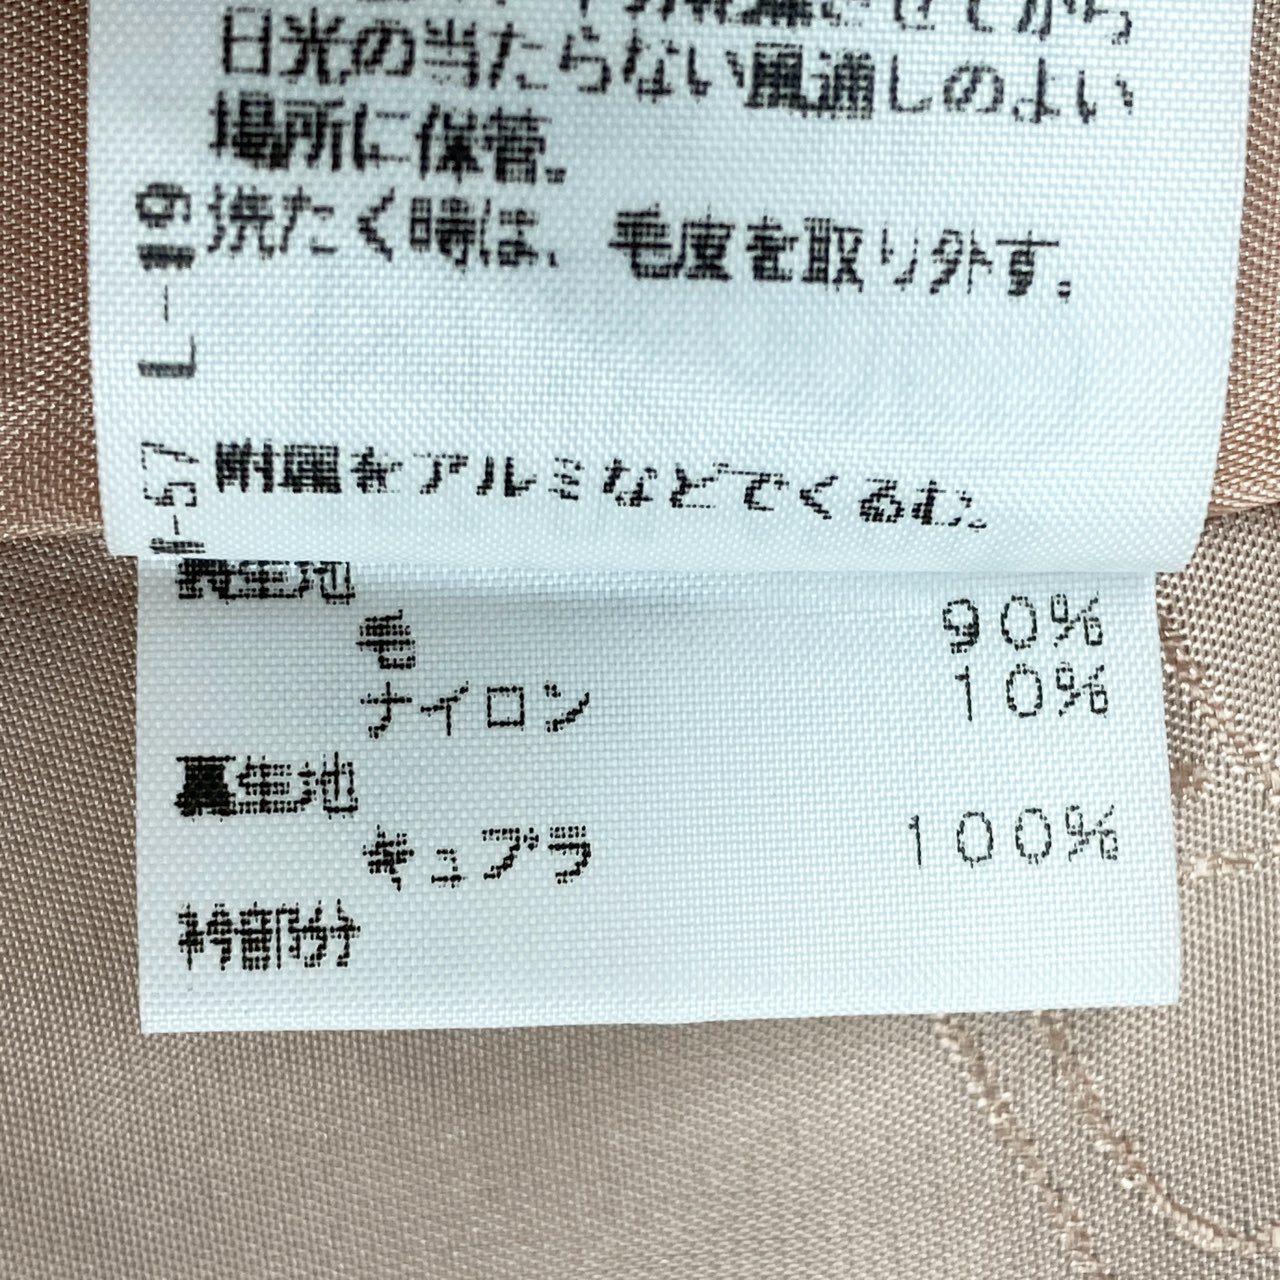 日光の当たらない風通しのよい
場所に保管。
洗たく時は、毛皮を取り外す。
L-19
附属をアルミなどでくるむ。
-57
表生地
毛 90%
ナイロン 10%
裏生地
キュプラ 100%
衿部分